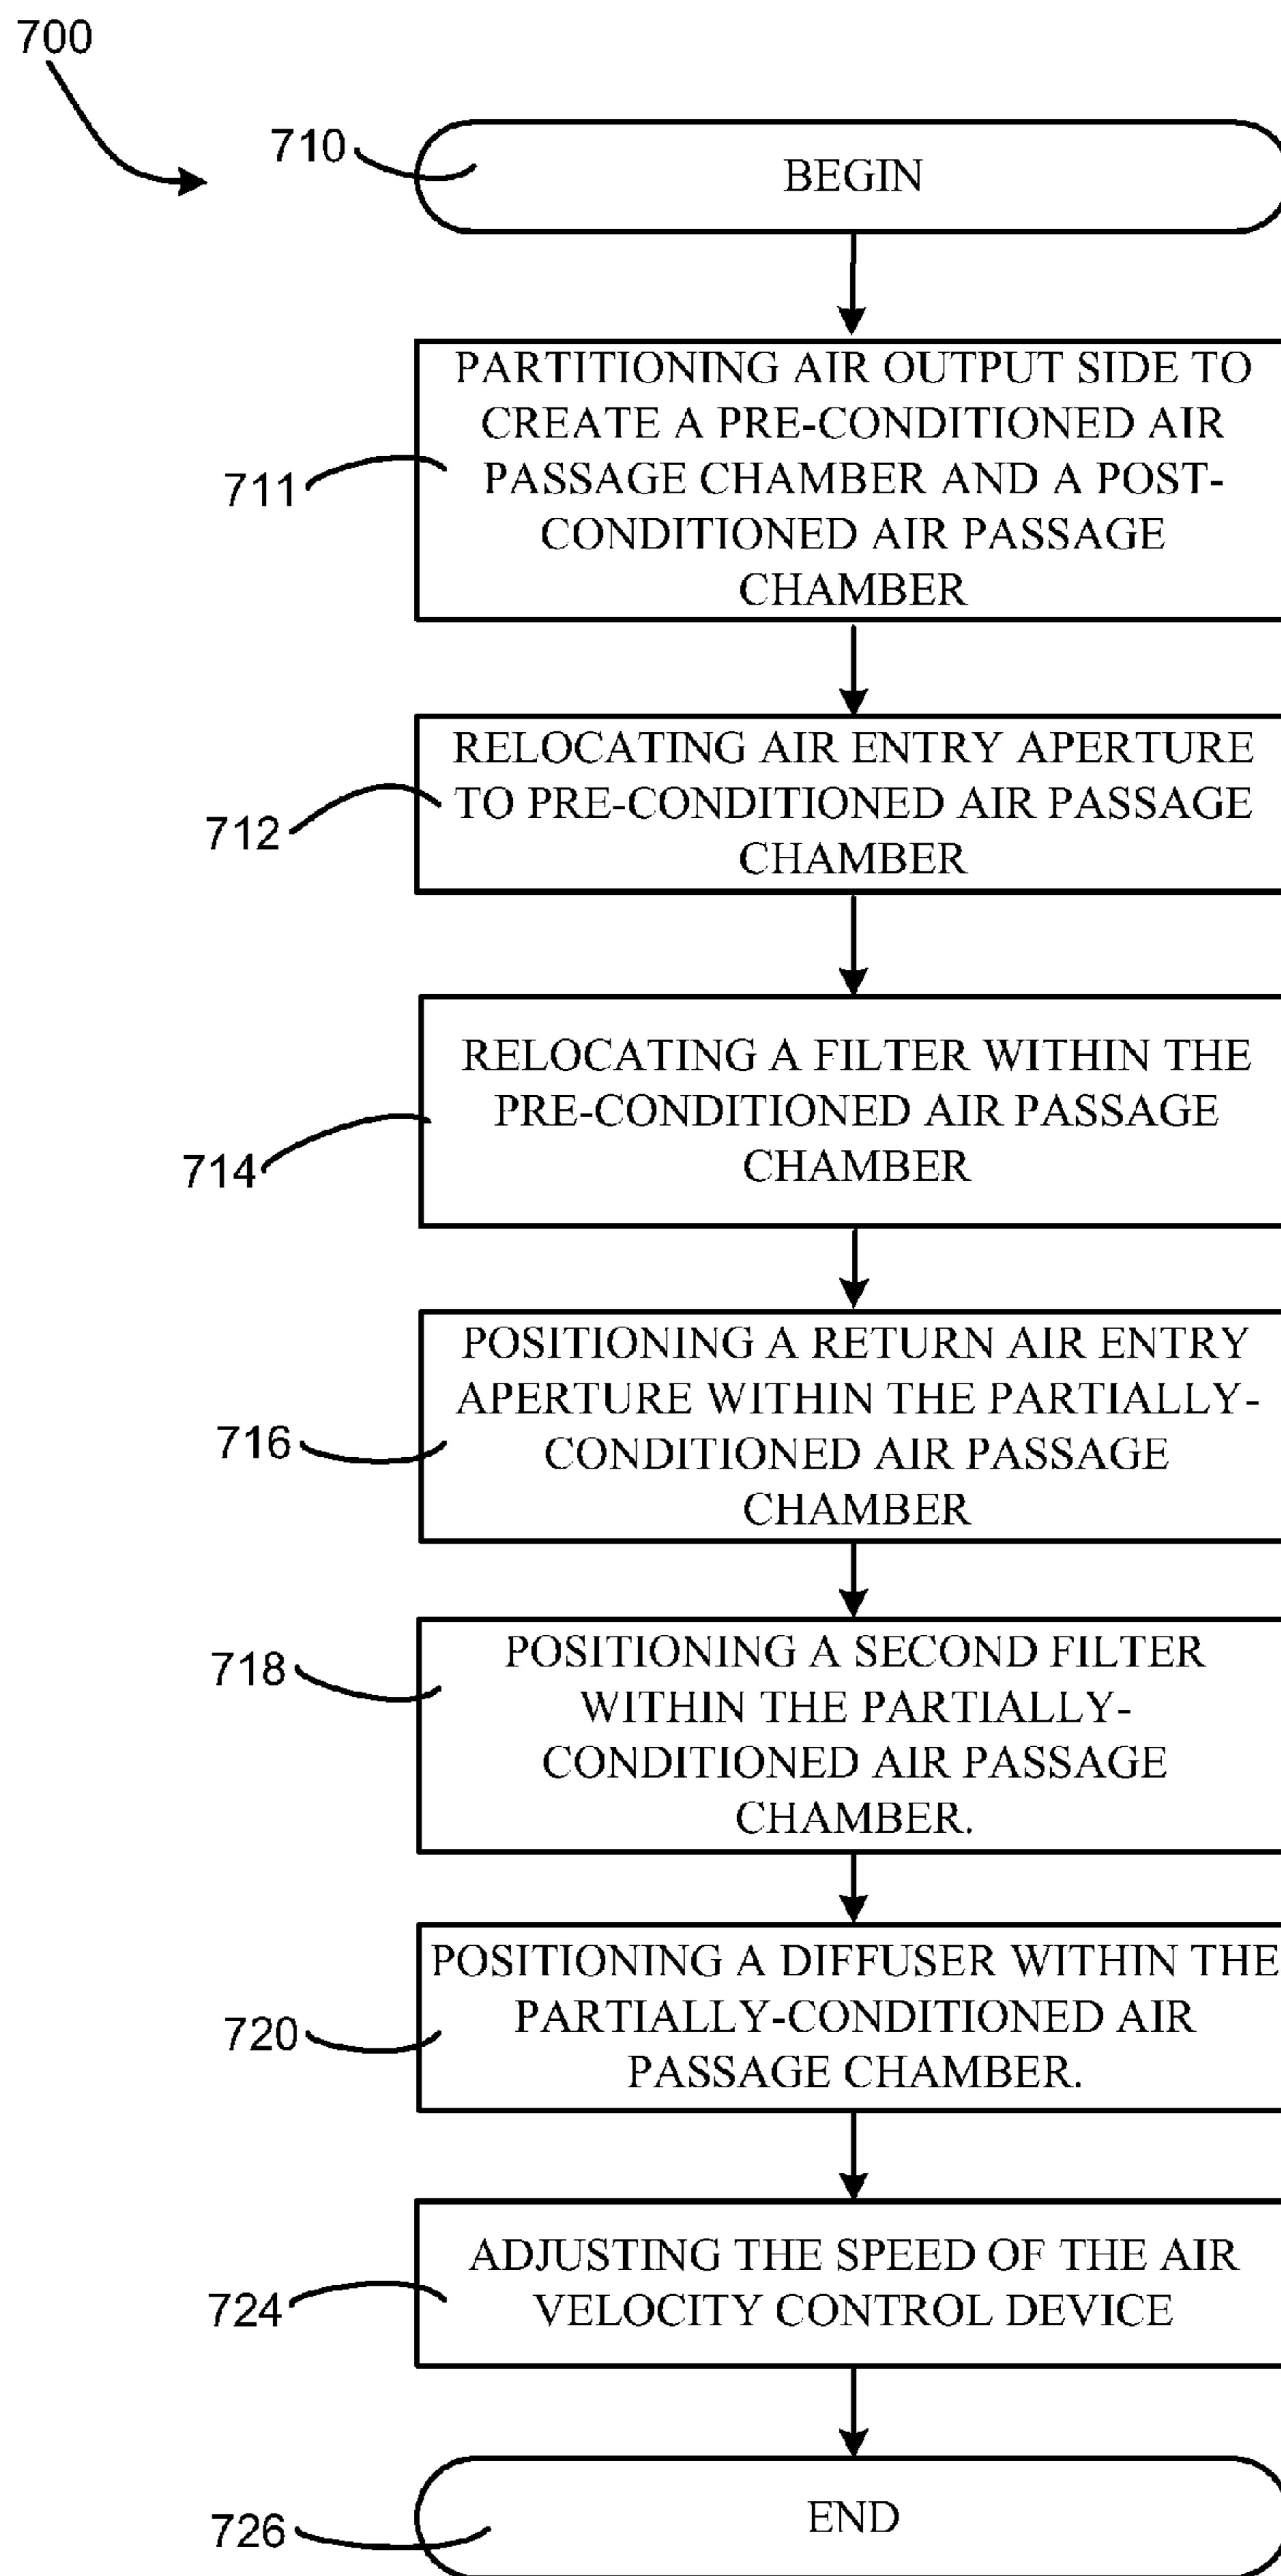 700
710
BEGIN
PARTITIONING AIR OUTPUT SIDE TO
CREATE A PRE-CONDITIONED AIR
PASSAGE CHAMBER AND A POST-
CONDITIONED AIR PASSAGE
CHAMBER
711
RELOCATING AIR ENTRY APERTURE
TO PRE-CONDITIONED AIR PASSAGE
CHAMBER
712
RELOCATING A FILTER WITHIN THE
PRE-CONDITIONED AIR PASSAGE
CHAMBER
714
POSITIONING A RETURN AIR ENTRY
APERTURE WITHIN THE PARTIALLY-
CONDITIONED AIR PASSAGE
CHAMBER
716
POSITIONING A SECOND FILTER
WITHIN THE PARTIALLY-
CONDITIONED AIR PASSAGE
CHAMBER.
718
POSITIONING A DIFFUSER WITHIN THE
PARTIALLY-CONDITIONED AIR
PASSAGE CHAMBER.
720
ADJUSTING THE SPEED OF THE AIR
VELOCITY CONTROL DEVICE
724
END
726